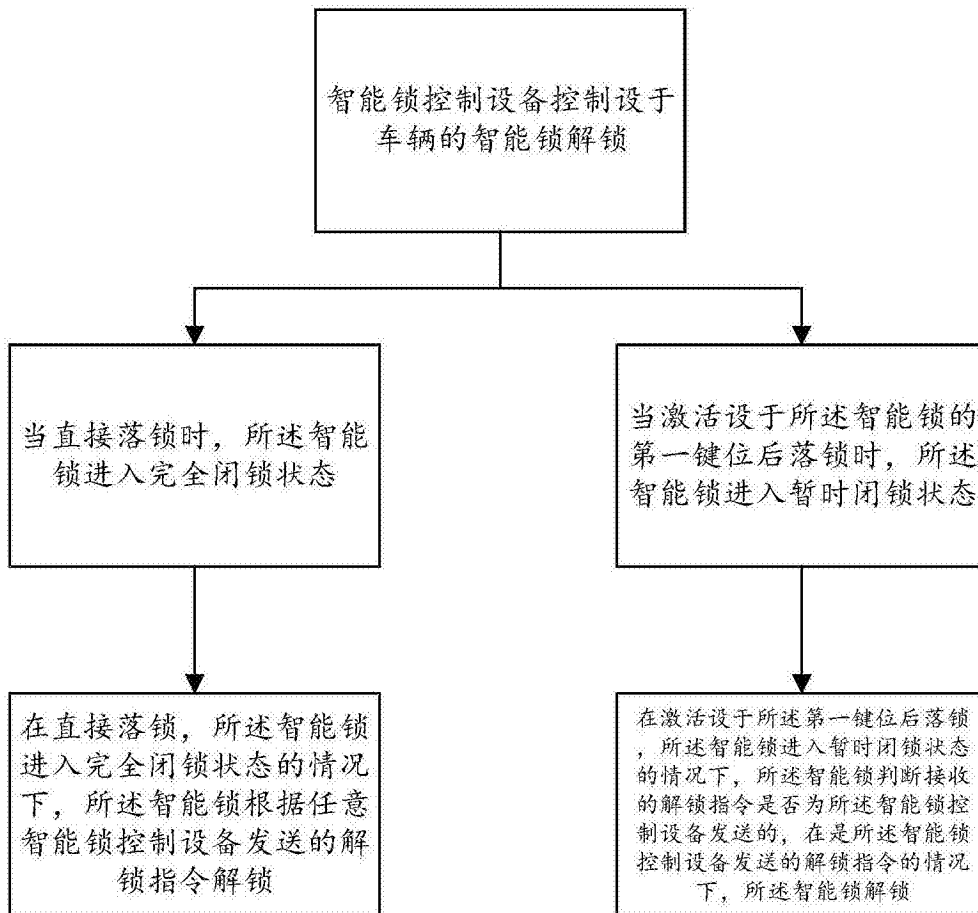 智能锁控制设备控制设于
车辆的智能锁解锁
当直接落锁时，所述智能
锁进入完全闭锁状态
当激活设于所述智能锁的
第一键位后落锁时，所述
智能锁进入暂时闭锁状态
在直接落锁，所述智能锁
进入完全闭锁状态的情况
下，所述智能锁根据任意
智能锁控制设备发送的解
锁指令解锁
在激活设于所述第一键位后落锁
，所述智能锁进入暂时闭锁状态
的情况下，所述智能锁判断接收
的解锁指令是否为所述智能锁控
制设备发送的，在是所述智能锁
控制设备发送的解锁指令的情况
下，所述智能锁解锁